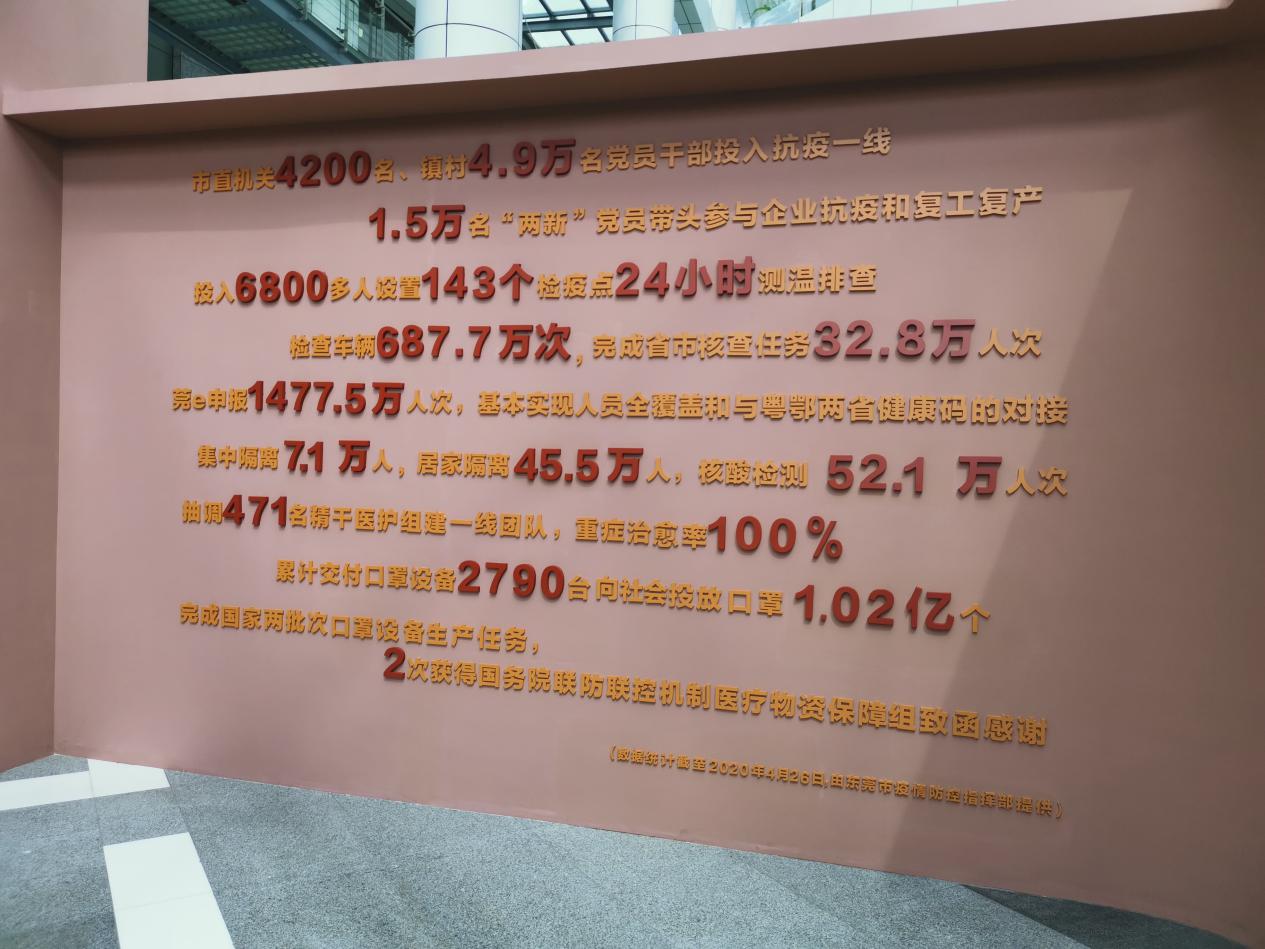 市直机关4200名、镇村4.9万名党员干部投入抗疫一线
1.5万名“两新”党员带头参与企业抗疫和复工复产
投入6800多人设置143个检疫点24小时测温排查
检查车辆687.7万次,完成省市核查任务32.8万人次
莞e申报1477.5万人次，基本实现人员全覆盖和与粤鄂两省健康码的对接
集中隔离7.1万人，居家隔离45.5万人，核酸检测 52.1 万人次
抽调471名精干医护组建一线团队，重症治愈率100%
累计交付口罩设备2790台向社会投放口罩1.02亿个
完成国家两批次口罩设备生产任务，
2次获得国务院联防联控机制医疗物资保障组致函感谢
(数据统计截至2020年4月26日,由东莞市疫情防控指挥部提供)